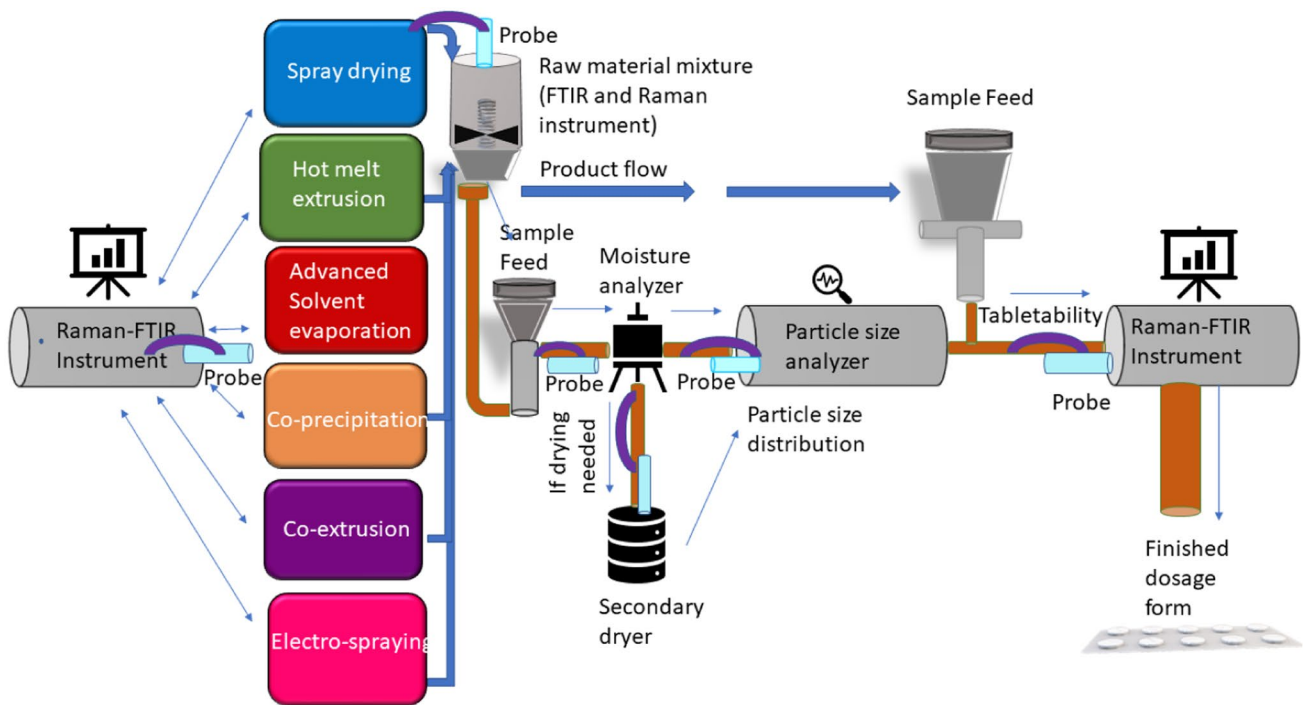 Spray drying
Probe
Raw material mixture
(FTIR and Raman
instrument)
Sample Feed
Hot melt
extrusion
Product flow
Sample
Feed
Moisture
analyzer
Advanced
Solvent
evaporation
Raman-FTIR
Instrument
Probe
Particle size
analyzer
Tabletability
Raman-FTIR
Instrument
Probe
Probe
Probe
Co-precipitation
If drying
needed
Particle size
distribution
Co-extrusion
Finished
dosage
form
Secondary
dryer
Electro-spraying